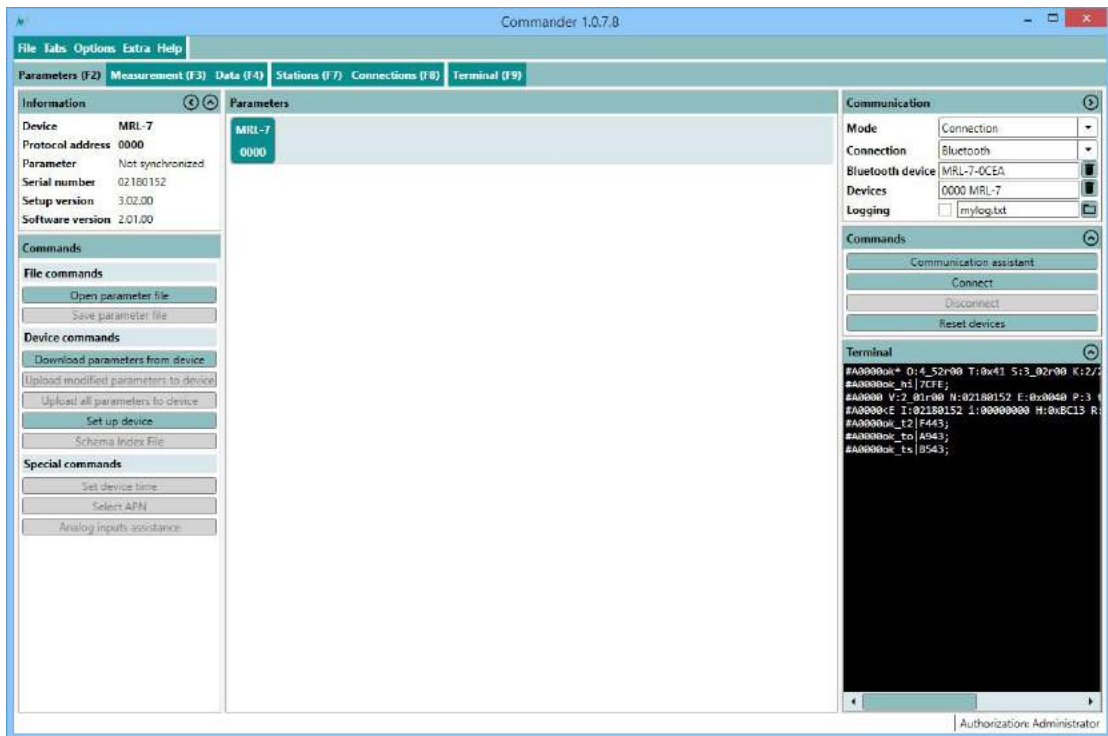 Commander 1.0.7.8
File Tabs Options Extra Help
Parameters (F2) Measurement (F3) Data (F4) Stations (F7) Connections (F8) Terminal (F9)
Information
Device MRL-7
Protocol address 0000
Parameter Not synchronized
Serial number 02180152
Setup version 3.02.00
Software version 2.01.00
Commands
File commands
Open parameter file
Save parameter file
Device commands
Download parameters from device
Upload modified parameters to device
Upload all parameters to device
Set up device
Schema Index File
Special commands
Set device time
Select APN
Analog inputs assistance
Parameters
MRL-7
0000
Communication
Mode Connection
Connection Bluetooth
Bluetooth device MRL-7-0CEA
Devices 0000 MRL-7
Logging mylog.txt
Commands
Communication assistant
Connect
Disconnect
Reset devices
Terminal
#A0000ok* O:4_52r00 T:0x41 S:3_02r00 K:2/
#A0000ok_hi|7CFE;
#A0000 V:2_01r00 N:02180152 E:0x0040 P:3
#A0000<E I:02180152 i:00000000 H:0xBC13 R:
#A0000ok_t2|F443;
#A0000ok_to|A943;
#A0000ok_ts|8543;
Authorization: Administrator